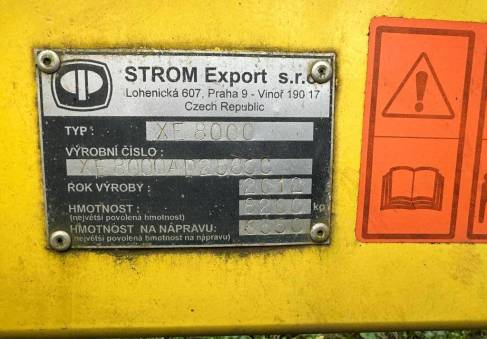 STROM Export s.r.o.
Lohenická 607, Praha 9 - Vinoř 190 17
Czech Republic
TYP : XF 8000
VÝROBNÍ ČÍSLO :
ROK VÝROBY : 2012
HMOTNOST : kg
(největší povolená hmotnost)
HMOTNOST NA NÁPRAVU:
(největší povolená hmotnost na nápravu)